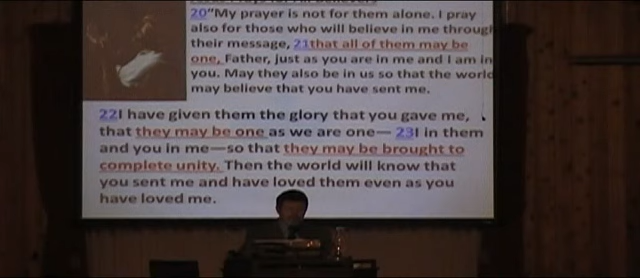 20"My prayer is not for them alone. I pray
also for those who will believe in me through
their message, 21that all of them may be
one, Father, just as you are in me and I am in
you. May they also be in us so that the world
may believe that you have sent me.
22I have given them the glory that you gave me,
that they may be one as we are one— 23I in them
and you in me—so that they may be brought to
complete unity. Then the world will know that
you sent me and have loved them even as you
have loved me.